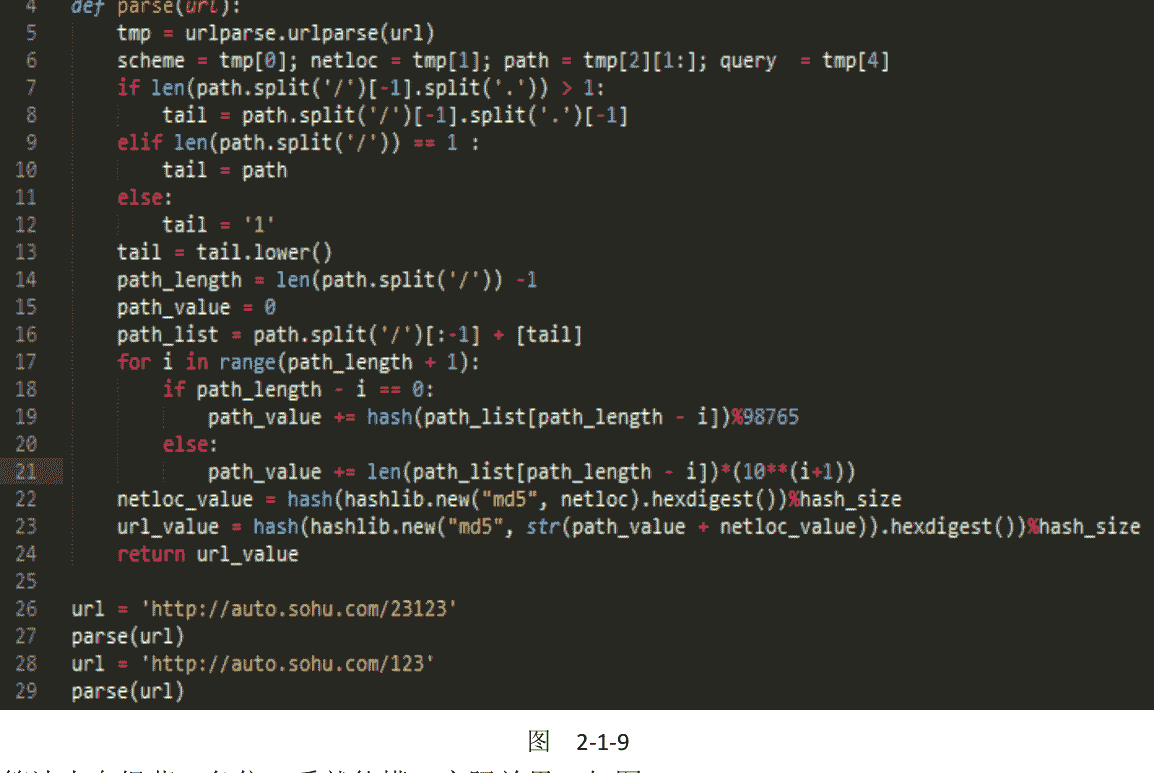 4 def parse(url):
5 tmp = urlparse.urlparse(url)
6 scheme = tmp[0]; netloc = tmp[1]; path = tmp[2][1:]; query  = tmp[4]
7 if len(path.split('/')[-1].split('.')) > 1:
8 tail = path.split('/')[-1].split('.')[-1]
9 elif len(path.split('/')) == 1 :
10 tail = path
11 else:
12 tail = '1'
13 tail = tail.lower()
14 path_length = len(path.split('/')) -1
15 path_value = 0
16 path_list = path.split('/')[:-1] + [tail]
17 for i in range(path_length + 1):
18 if path_length - i == 0:
19 path_value += hash(path_list[path_length - i])%98765
20 else:
21 path_value += len(path_list[path_length - i])*(10**(i+1))
22 netloc_value = hash(hashlib.new("md5", netloc).hexdigest())%hash_size
23 url_value = hash(hashlib.new("md5", str(path_value + netloc_value)).hexdigest())%hash_size
24 return url_value
25
26 url = 'http://auto.sohu.com/23123'
27 parse(url)
28 url = 'http://auto.sohu.com/123'
29 parse(url)
图 2-1-9